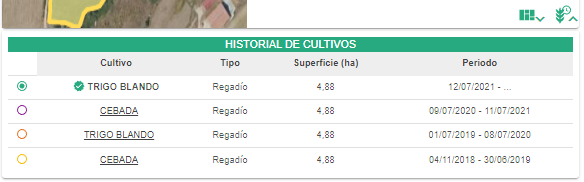 HISTORIAL DE CULTIVOS
Cultivo Tipo Superficie (ha) Periodo
TRIGO BLANDO Regadío 4,88 12/07/2021 - ...
CEBADA Regadío 4,88 09/07/2020 - 11/07/2021
TRIGO BLANDO Regadío 4,88 01/07/2019 - 08/07/2020
CEBADA Regadío 4,88 04/11/2018 - 30/06/2019